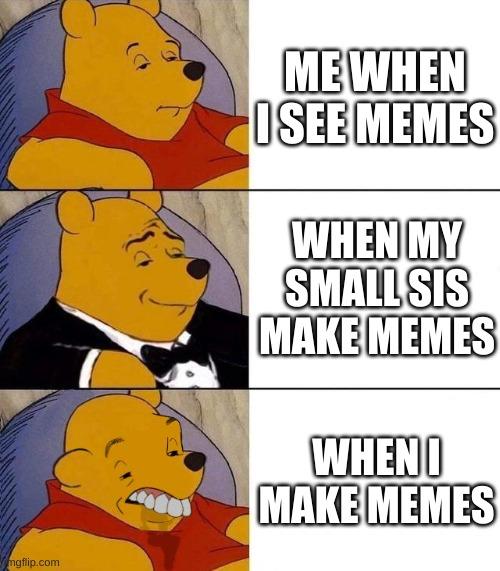 ME WHEN
I SEE MEMES
WHEN MY
SMALL SIS
MAKE MEMES
WHEN I
MAKE MEMES
imgflip.com